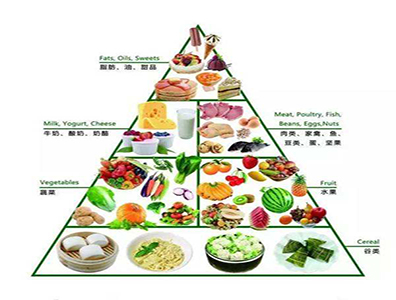 Fats, Oils, Sweets
脂肪、油、甜品
Milk, Yogurt, Cheese
牛奶、酸奶、奶酪
Meat, Poultry, Fish,
Beans, Eggs,Nuts
肉类、家禽、鱼、
豆类、蛋、坚果
Vegetables
蔬菜
Fruit
水果
Cereal
谷类